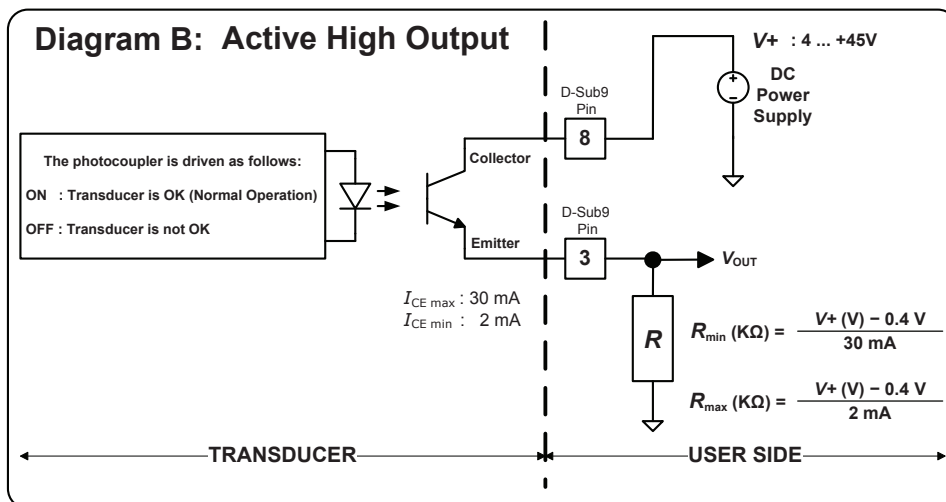 Diagram B: Active High Output
V+ : 4 ... +45V
DC
Power
Supply
D-Sub9
Pin
8
Collector
The photocoupler is driven as follows:
ON : Transducer is OK (Normal Operation)
OFF : Transducer is not OK
D-Sub9
Pin
3
Emitter
VOUT
ICE max : 30 mA
ICE min : 2 mA
R
Rmin (KΩ) = V+ (V) − 0.4 V
30 mA
Rmax (KΩ) = V+ (V) − 0.4 V
2 mA
TRANSDUCER
USER SIDE